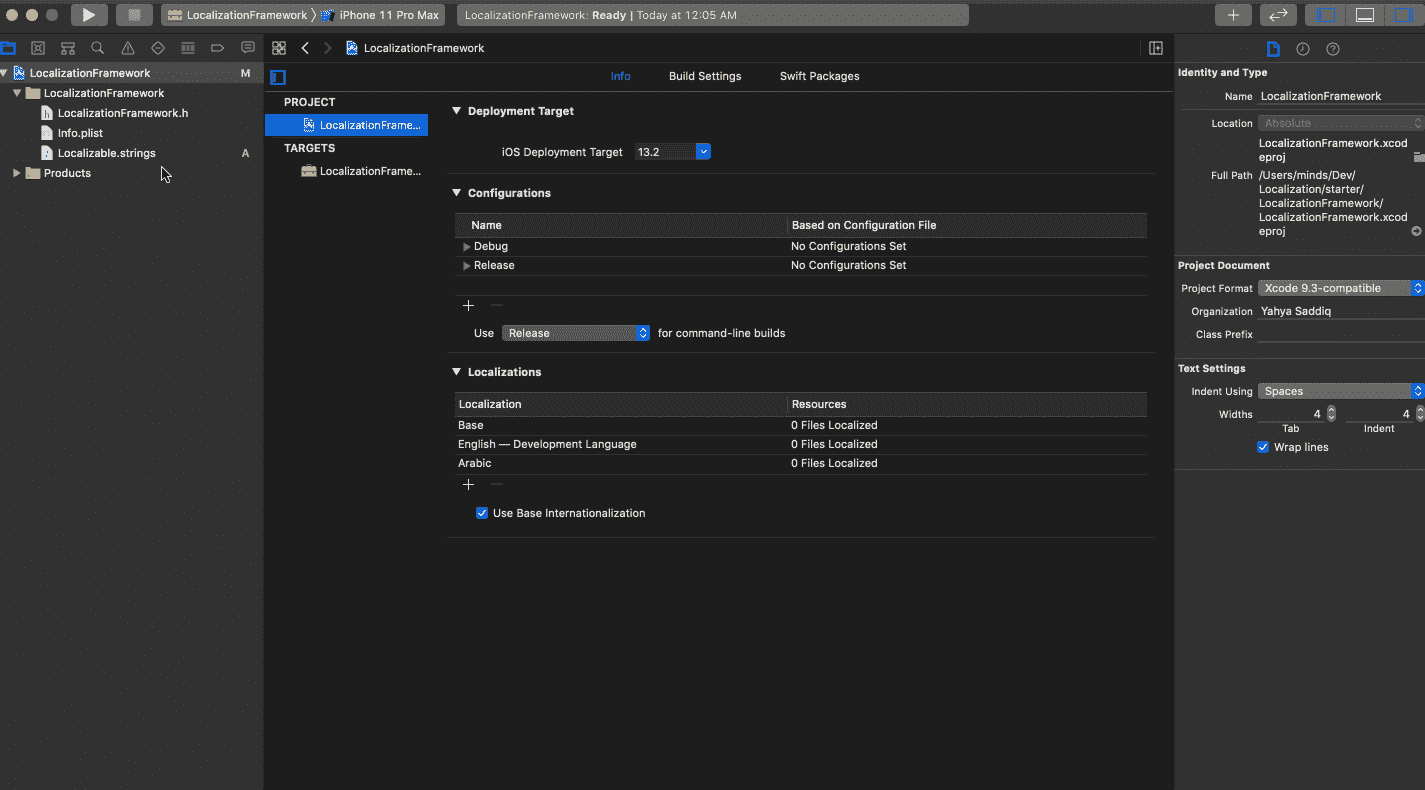 LocalizationFramework 〉 iPhone 11 Pro Max
LocalizationFramework: Ready | Today at 12:05 AM
LocalizationFramework M
LocalizationFramework
LocalizationFramework.h
Info.plist
Localizable.strings A
Products
LocalizationFramework
Info Build Settings Swift Packages
PROJECT
LocalizationFrame...
TARGETS
LocalizationFrame...
Deployment Target
iOS Deployment Target 13.2
Configurations
Name Based on Configuration File
Debug No Configurations Set
Release No Configurations Set
Use Release for command-line builds
Localizations
Localization Resources
Base 0 Files Localized
English — Development Language 0 Files Localized
Arabic 0 Files Localized
Use Base Internationalization
Identity and Type
Name LocalizationFramework
Location Absolute
LocalizationFramework.xcod
eproj
Full Path /Users/minds/Dev/
Localization/starter/
LocalizationFramework/
LocalizationFramework.xcod
eproj
Project Document
Project Format Xcode 9.3-compatible
Organization Yahya Saddiq
Class Prefix
Text Settings
Indent Using Spaces
Widths 4 4
Tab Indent
Wrap lines